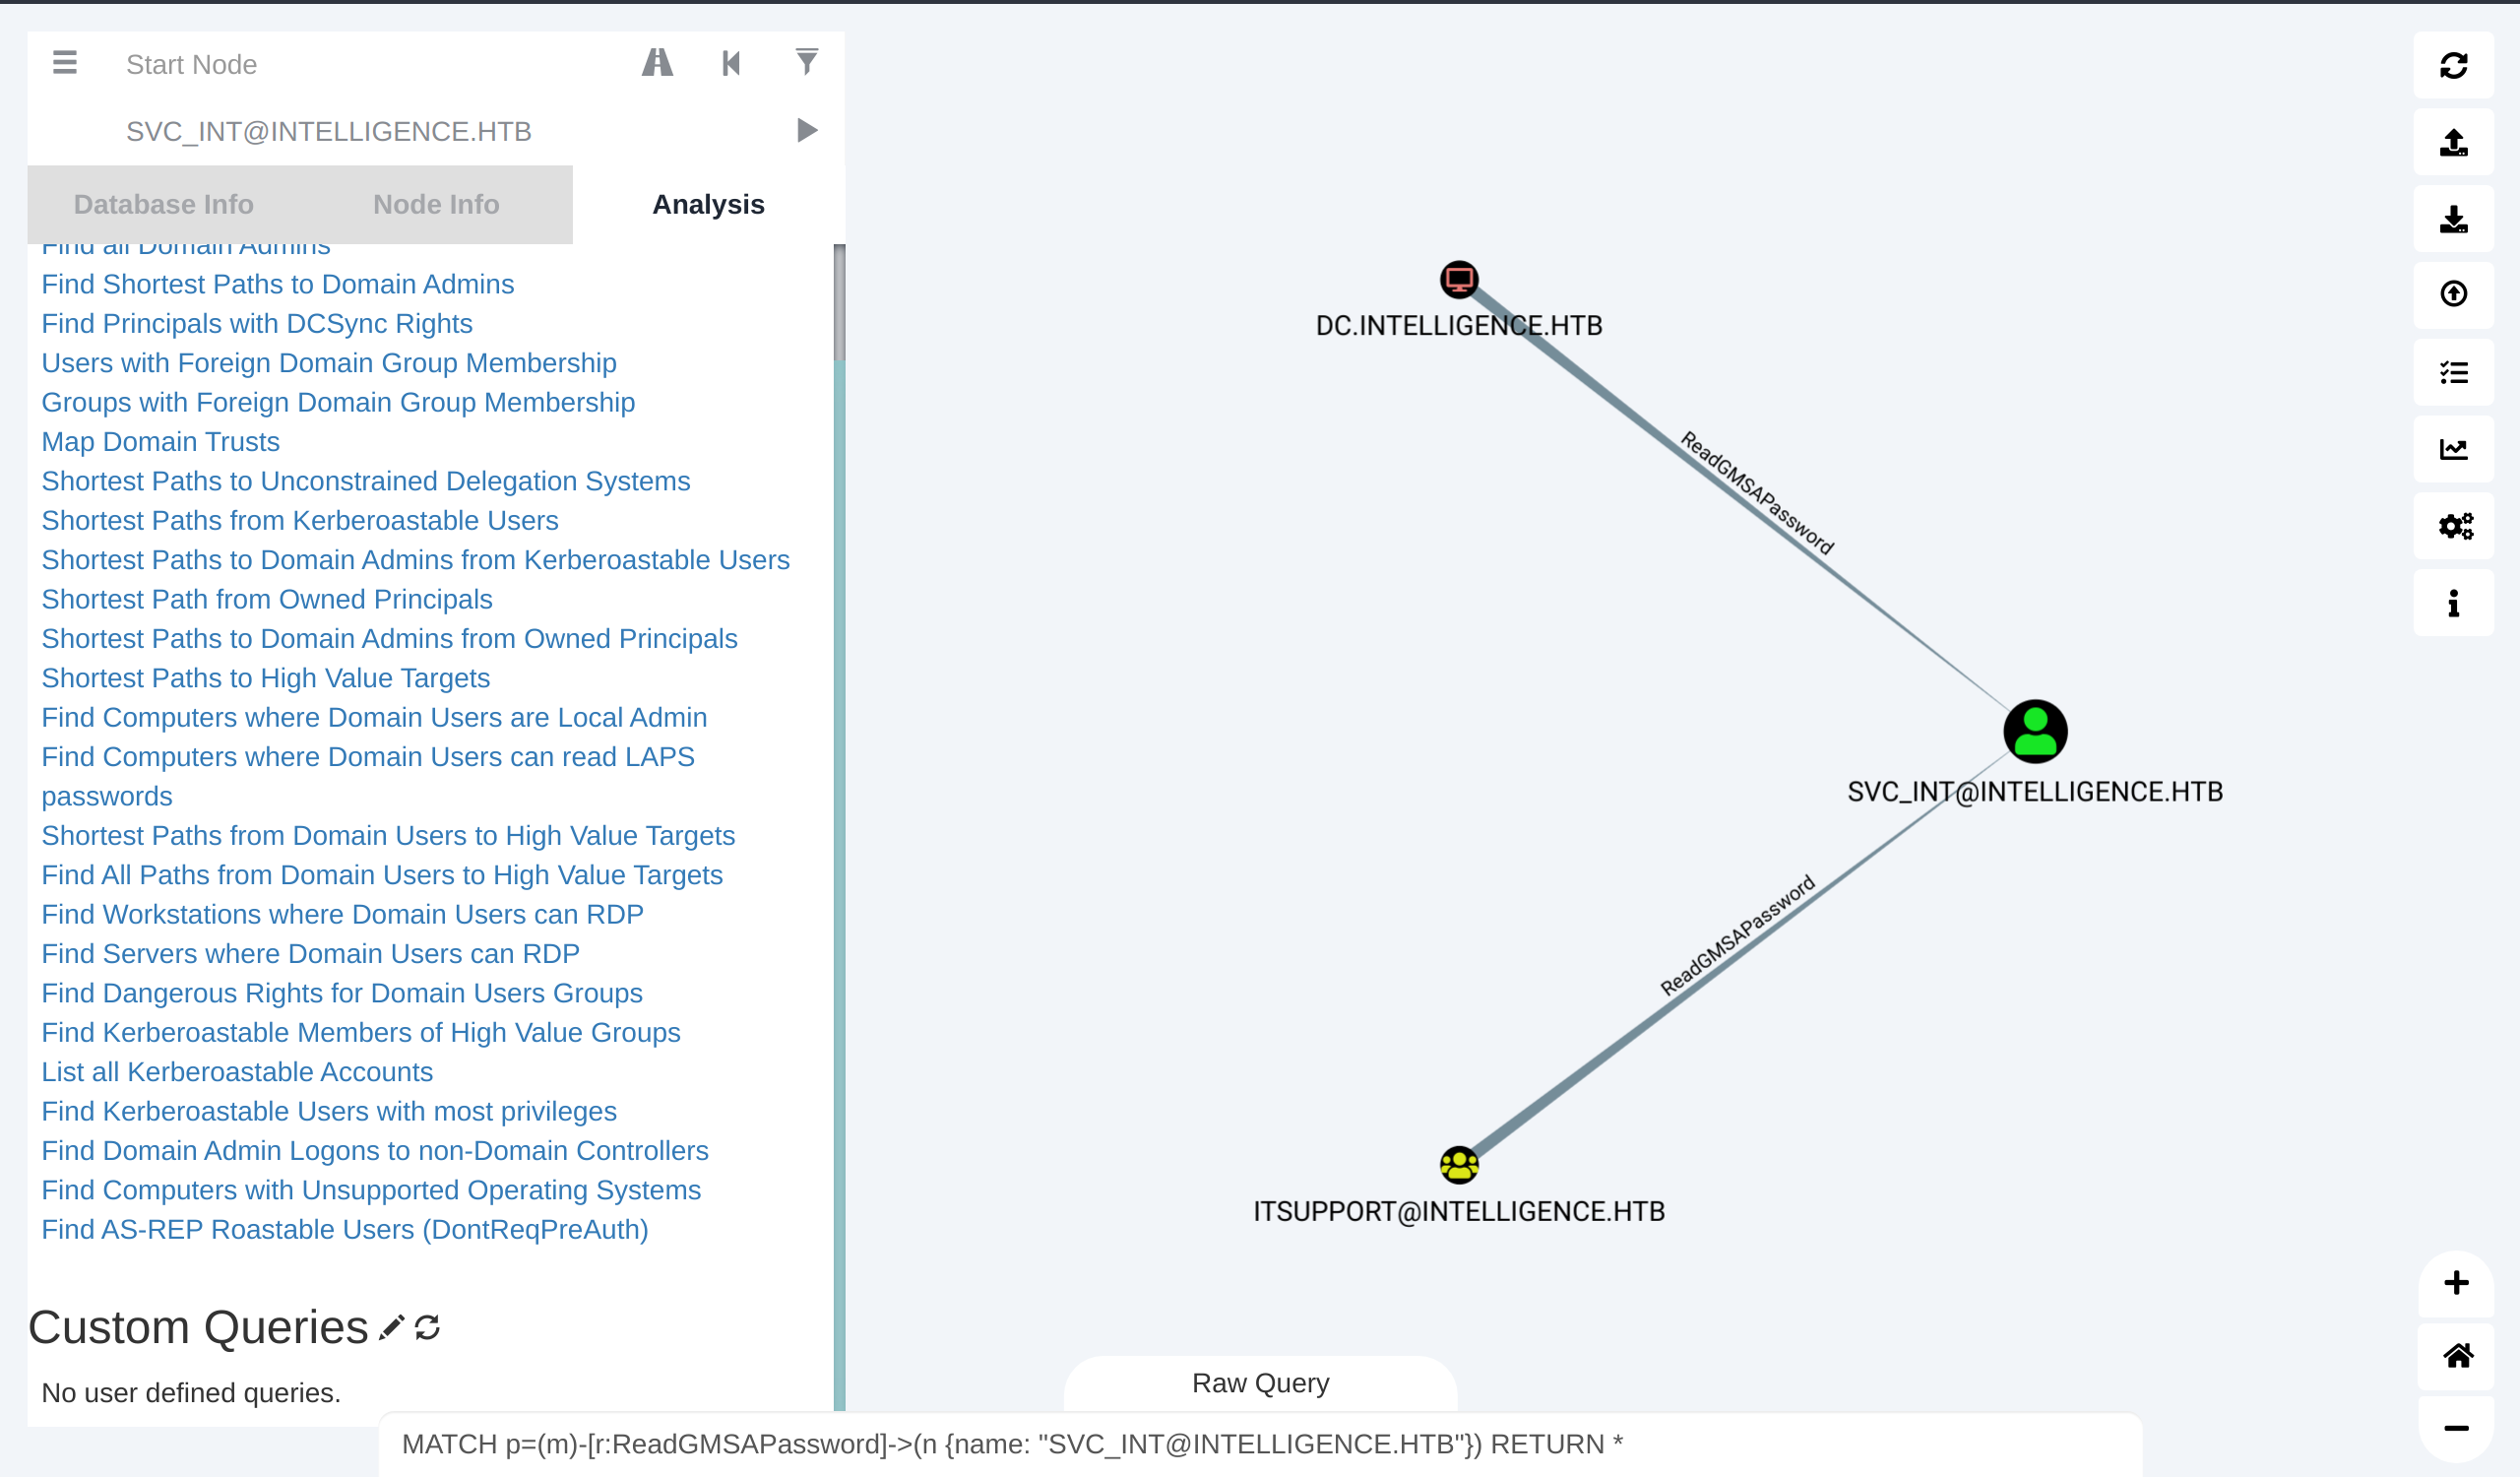 Start Node
SVC_INT@INTELLIGENCE.HTB
Database Info
Node Info
Analysis
Find all Domain Admins
Find Shortest Paths to Domain Admins
Find Principals with DCSync Rights
Users with Foreign Domain Group Membership
Groups with Foreign Domain Group Membership
Map Domain Trusts
Shortest Paths to Unconstrained Delegation Systems
Shortest Paths from Kerberoastable Users
Shortest Paths to Domain Admins from Kerberoastable Users
Shortest Path from Owned Principals
Shortest Paths to Domain Admins from Owned Principals
Shortest Paths to High Value Targets
Find Computers where Domain Users are Local Admin
Find Computers where Domain Users can read LAPS
passwords
Shortest Paths from Domain Users to High Value Targets
Find All Paths from Domain Users to High Value Targets
Find Workstations where Domain Users can RDP
Find Servers where Domain Users can RDP
Find Dangerous Rights for Domain Users Groups
Find Kerberoastable Members of High Value Groups
List all Kerberoastable Accounts
Find Kerberoastable Users with most privileges
Find Domain Admin Logons to non-Domain Controllers
Find Computers with Unsupported Operating Systems
Find AS-REP Roastable Users (DontReqPreAuth)
Custom Queries
No user defined queries.
DC.INTELLIGENCE.HTB
ReadGMSAPassword
SVC_INT@INTELLIGENCE.HTB
ReadGMSAPassword
ITSUPPORT@INTELLIGENCE.HTB
Raw Query
MATCH p=(m)-[r:ReadGMSAPassword]->(n {name: "SVC_INT@INTELLIGENCE.HTB"}) RETURN *